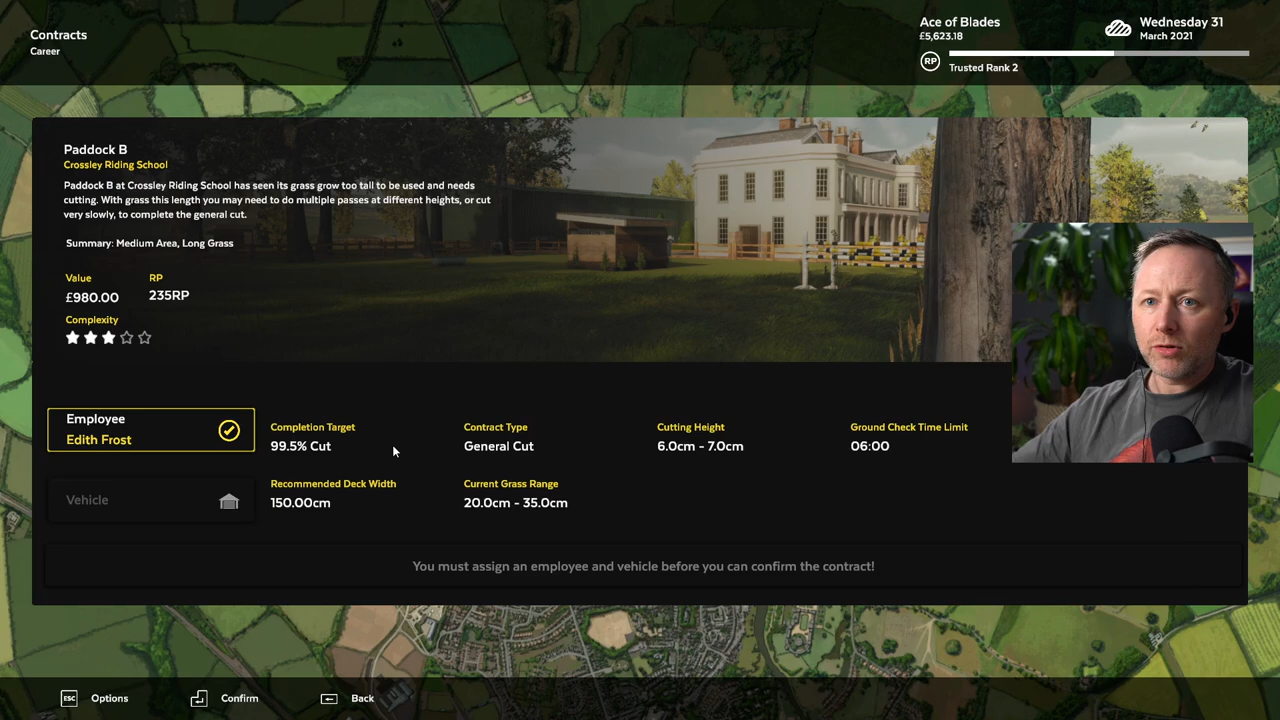 Contracts
Career
Ace of Blades
£5,623.18
Wednesday 31
March 2021
RP
Trusted Rank 2
Paddock B
Crossley Riding School
Paddock B at Crossley Riding School has seen its grass grow too tall to be used and needs
cutting. With grass this length you may need to do multiple passes at different heights, or cut
very slowly, to complete the general cut.
Summary: Medium Area, Long Grass
Value
£980.00
RP
235RP
Complexity
Employee
Edith Frost
Completion Target
99.5% Cut
Contract Type
General Cut
Cutting Height
6.0cm - 7.0cm
Ground Check Time Limit
06:00
Vehicle
Recommended Deck Width
150.00cm
Current Grass Range
20.0cm - 35.0cm
You must assign an employee and vehicle before you can confirm the contract!
ESC Options
Confirm
Back